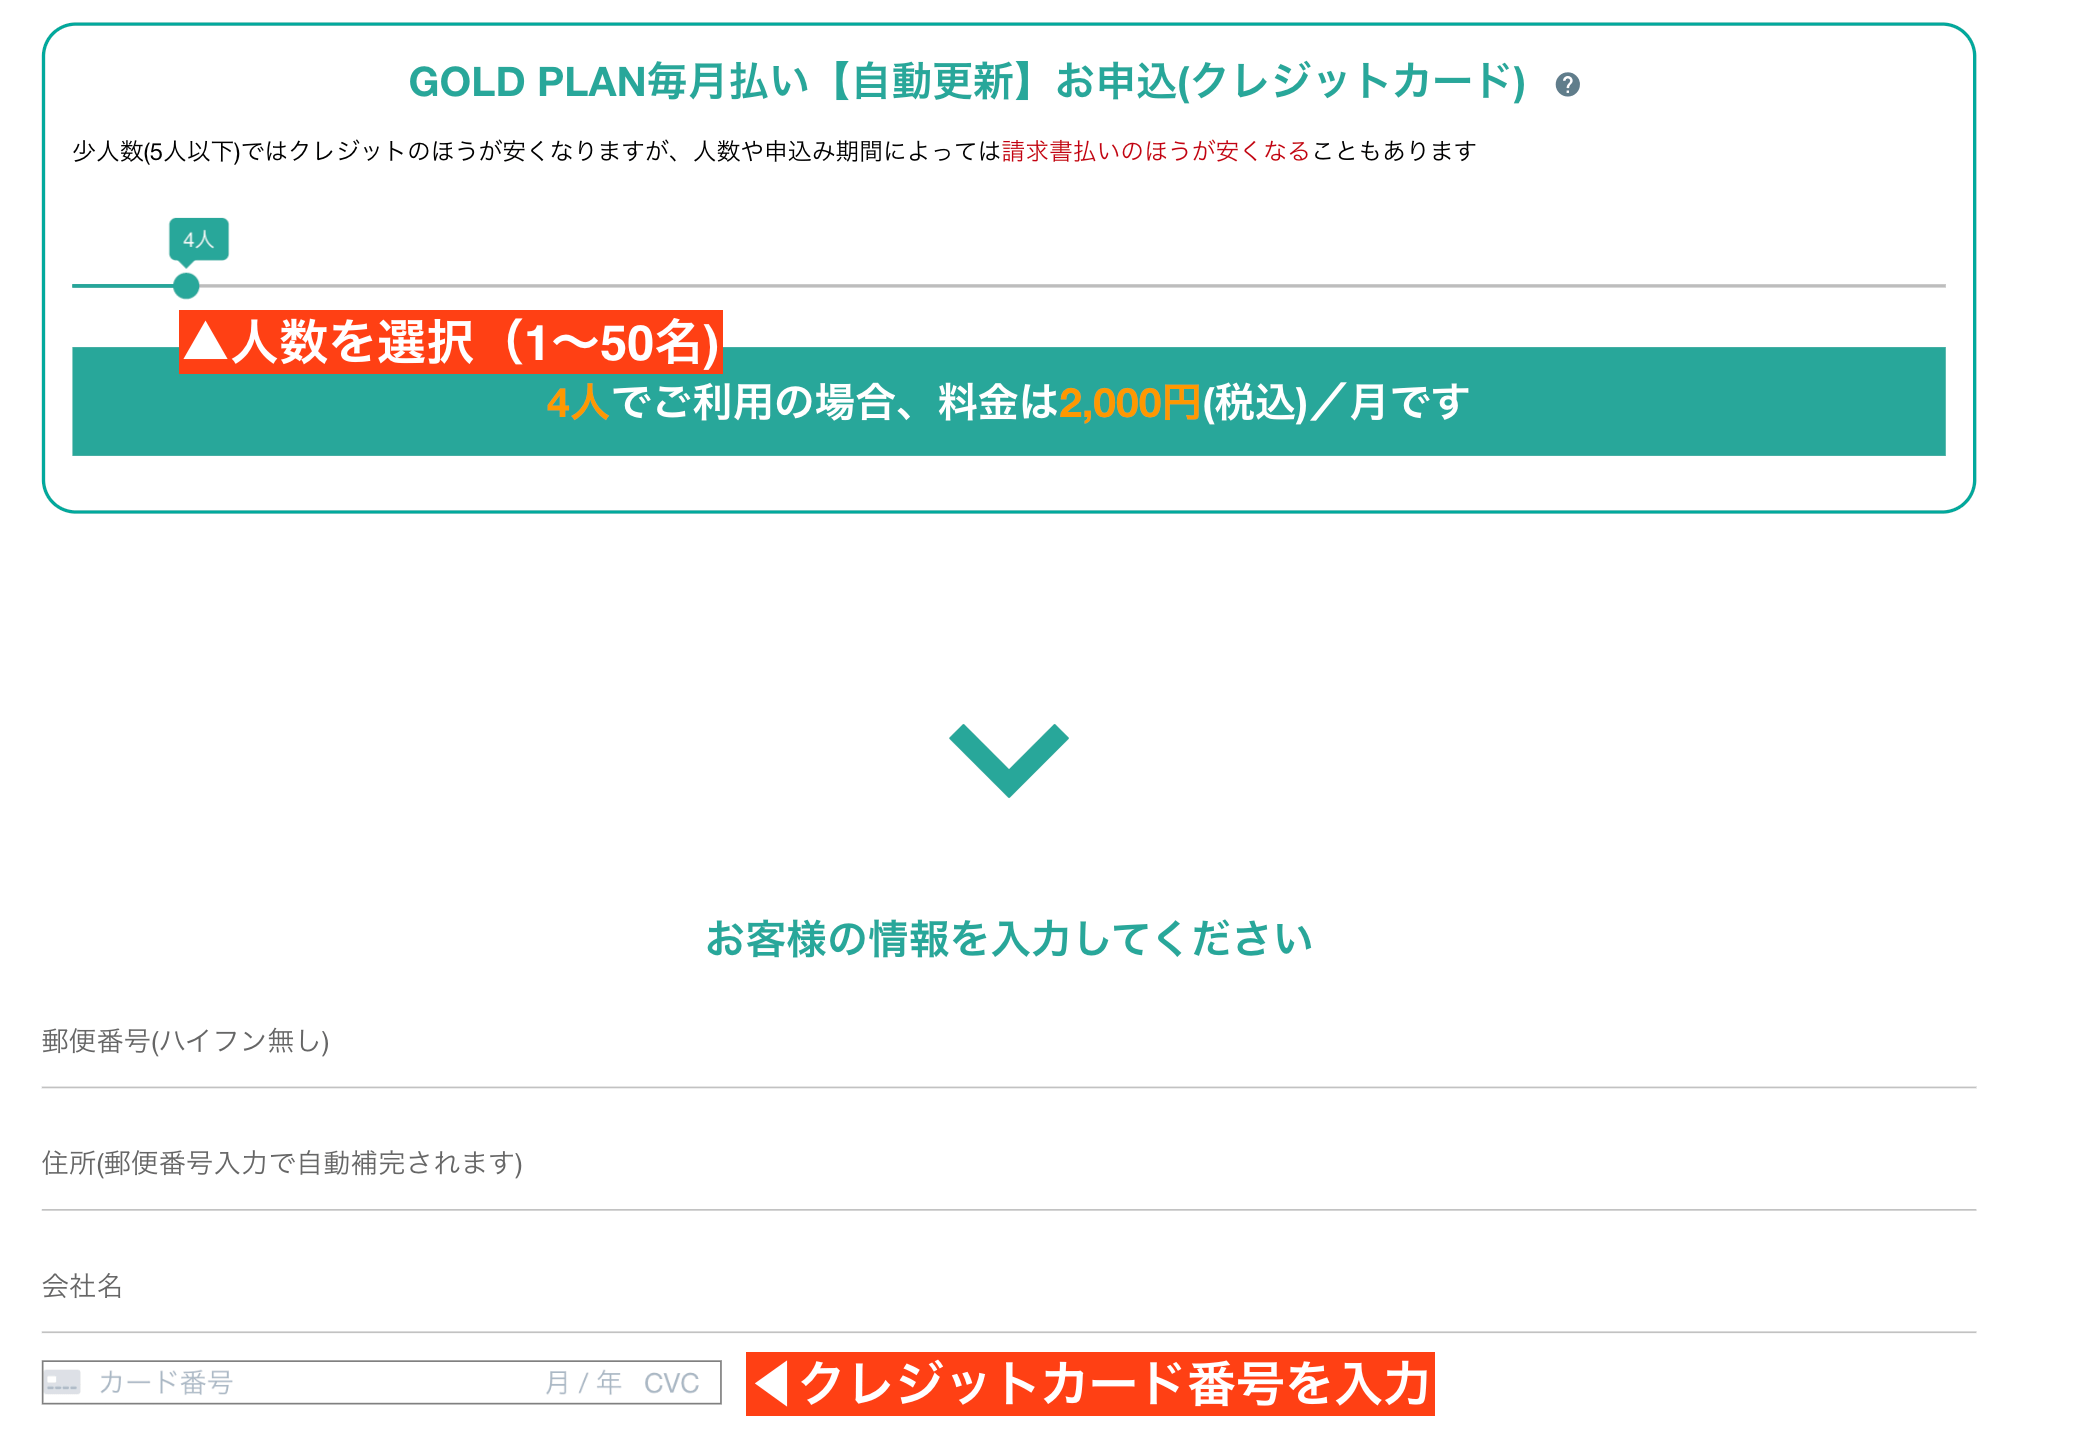 GOLD PLAN毎月払い【自動更新】お申込(クレジットカード) ?
少人数(5人以下)ではクレジットのほうが安くなりますが、人数や申込み期間によっては請求書払いのほうが安くなることもあります
4人
▲人数を選択（1〜50名)
4人でご利用の場合、料金は2,000円(税込)／月です
お客様の情報を入力してください
郵便番号(ハイフン無し)
住所(郵便番号入力で自動補完されます)
会社名
カード番号 月 / 年 CVC
◀クレジットカード番号を入力